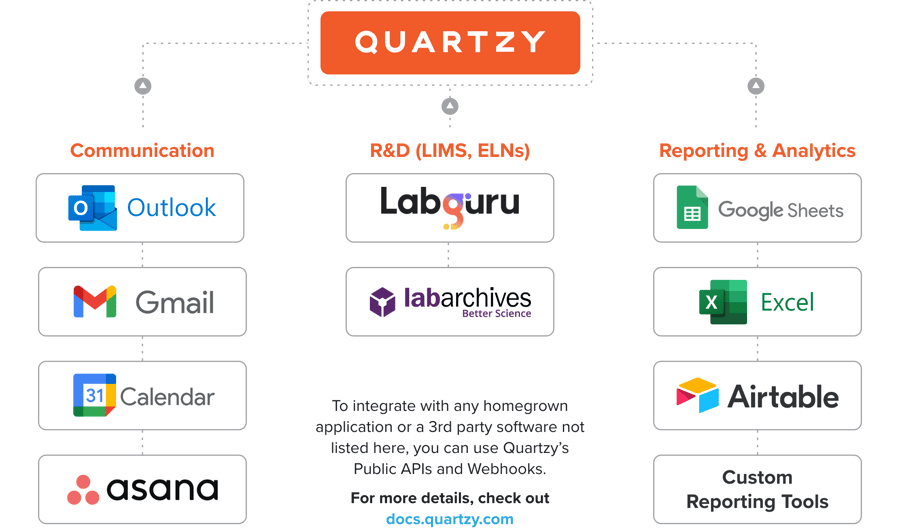 QUARTZY
Communication
Outlook
Gmail
31 Calendar
asana
R&D (LIMS, ELNs)
Labguru
labarchives
Better Science
To integrate with any homegrown
application or a 3rd party software not
listed here, you can use Quartzy’s
Public APIs and Webhooks.
For more details, check out
docs.quartzy.com
Reporting & Analytics
Google Sheets
X Excel
Airtable
Custom
Reporting Tools